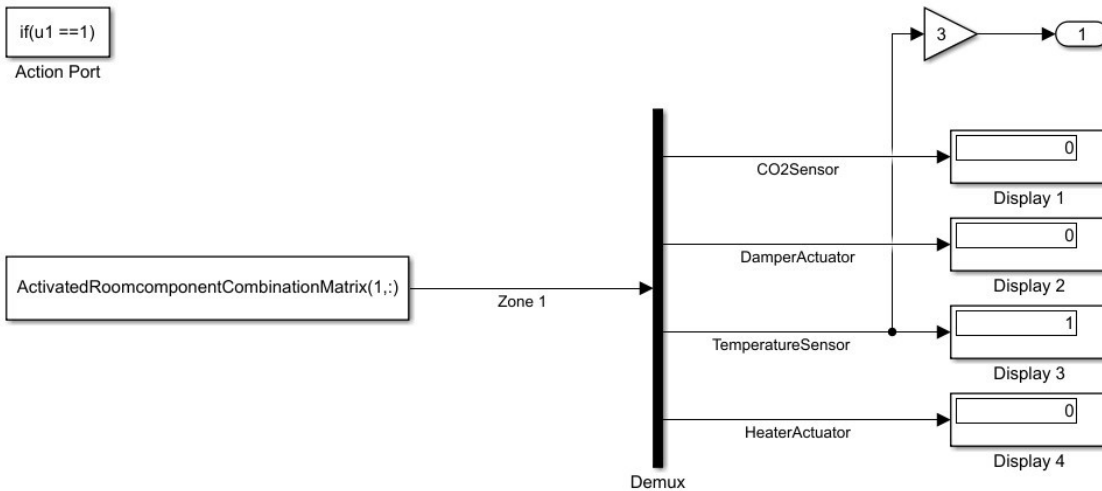 if(u1 ==1)
Action Port
3
1
CO2Sensor
0
Display 1
DamperActuator
0
Display 2
ActivatedRoomcomponentCombinationMatrix(1,:)
Zone 1
TemperatureSensor
1
Display 3
HeaterActuator
0
Display 4
Demux